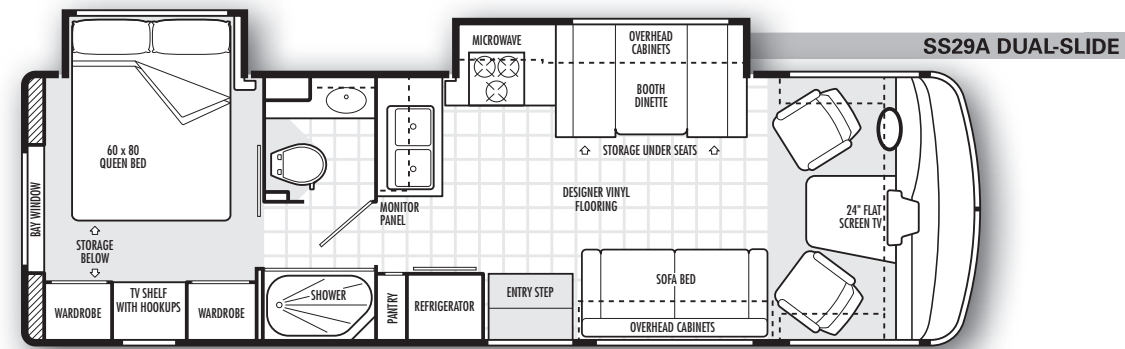 SS29A DUAL-SLIDE
MICROWAVE
OVERHEAD
CABINETS
BOOTH
DINETTE
60 x 80
QUEEN BED
STORAGE UNDER SEATS
BAY WINDOW
MONITOR
PANEL
DESIGNER VINYL
FLOORING
24" FLAT
SCREEN TV
STORAGE
BELOW
WARDROBE
TV SHELF
WITH HOOKUPS
WARDROBE
SHOWER
PANTRY
REFRIGERATOR
ENTRY STEP
SOFA BED
OVERHEAD CABINETS